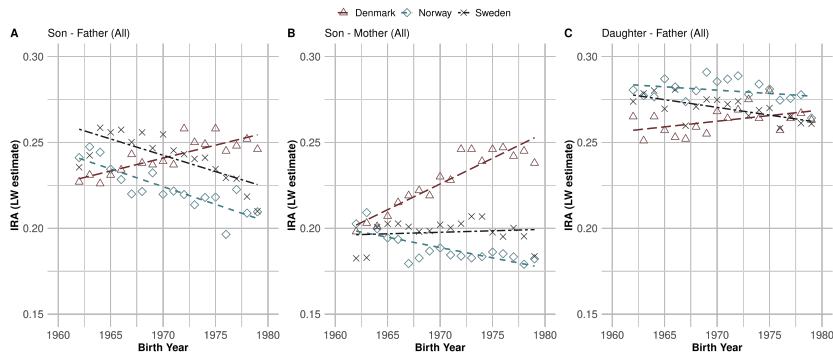 Denmark Norway Sweden
A Son - Father (All)
B Son - Mother (All)
C Daughter - Father (All)
IRA (LW estimate)
0.30
0.25
0.20
0.15
1960 1965 1970 1975 1980
Birth Year
IRA (LW estimate)
0.30
0.25
0.20
0.15
1960 1965 1970 1975 1980
Birth Year
IRA (LW estimate)
0.30
0.25
0.20
0.15
1960 1965 1970 1975 1980
Birth Year